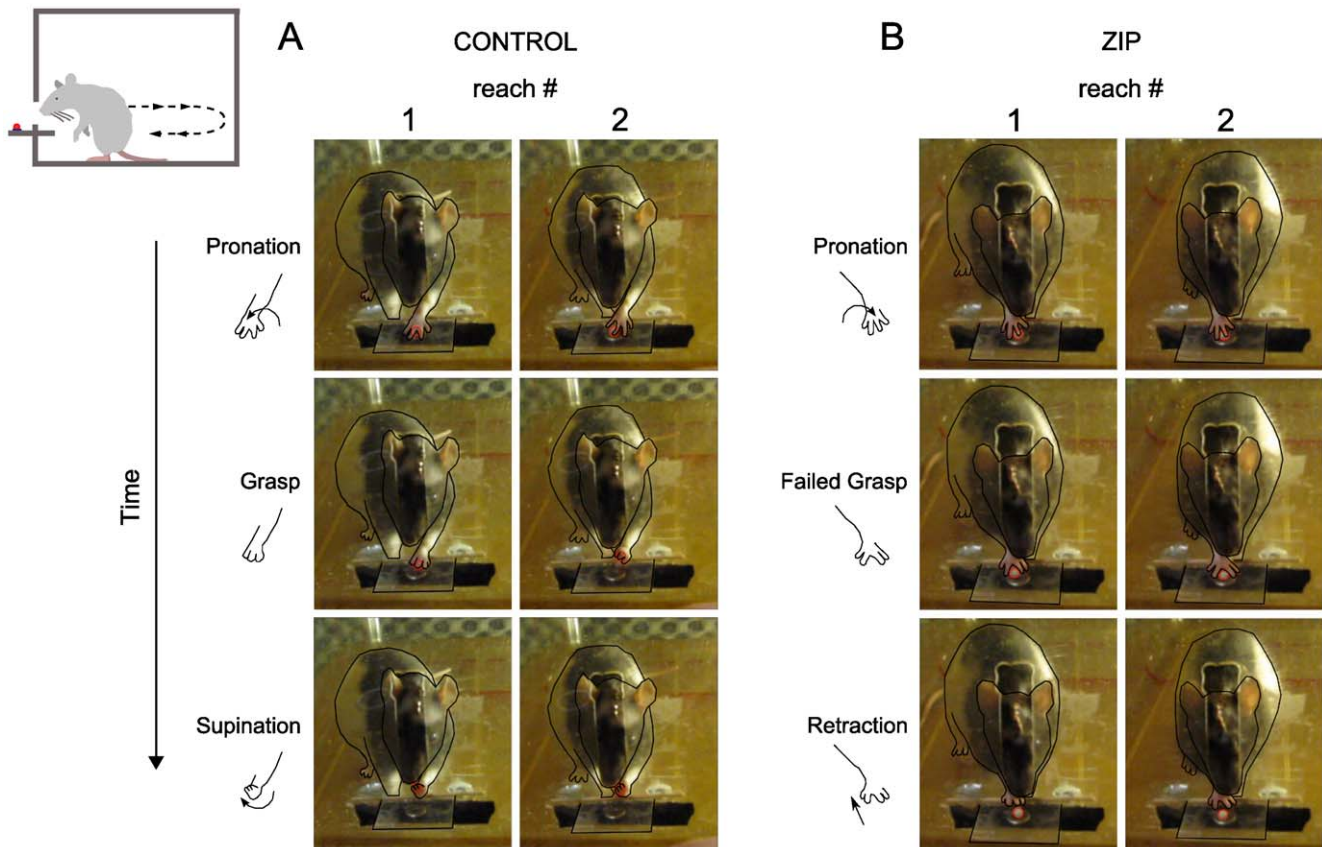 A
CONTROL
reach #
1 2
Pronation
Grasp
Supination
Time
B
ZIP
reach #
1 2
Pronation
Failed Grasp
Retraction